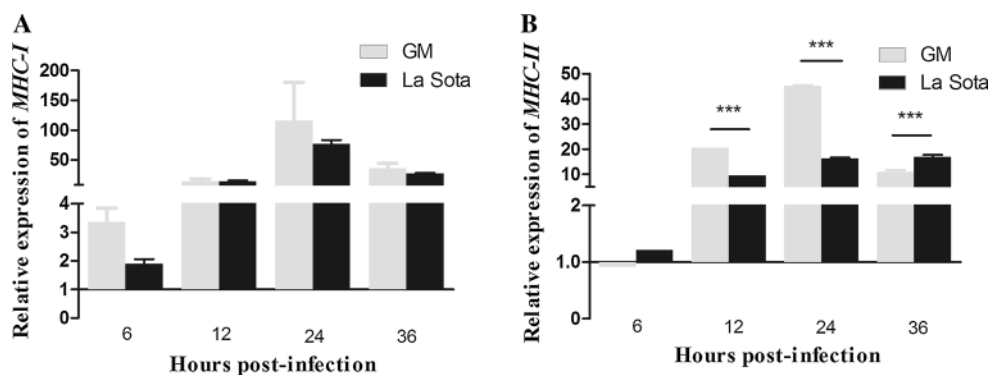 A
Relative expression of MHC-I
GM
La Sota
200
150
100
50
4
3
2
1
0
6 12 24 36
Hours post-infection
B
Relative expression of MHC-II
GM
La Sota
***
***
***
50
40
30
20
10
2
1.0
0.0
6 12 24 36
Hours post-infection